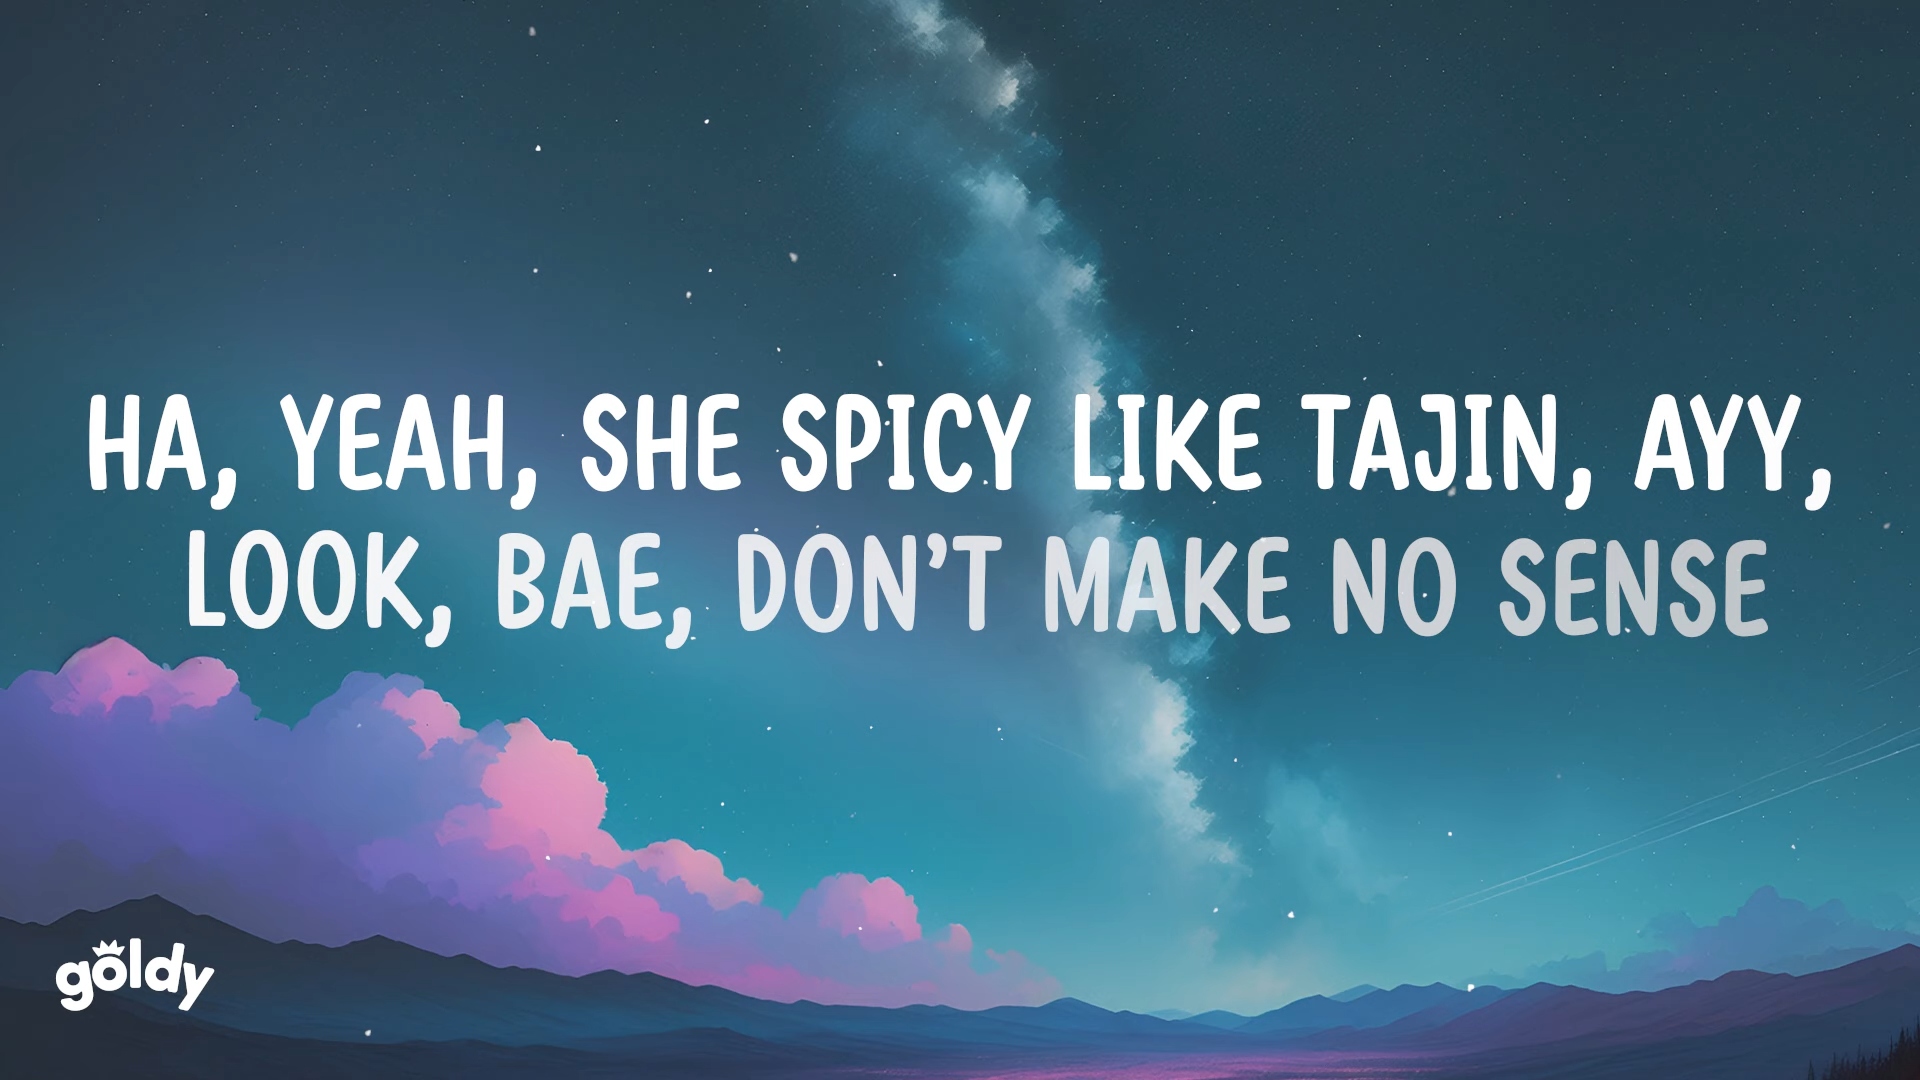 HA, YEAH, SHE SPICY LIKE TAJIN, AYY,
LOOK, BAE, DON'T MAKE NO SENSE
goldy